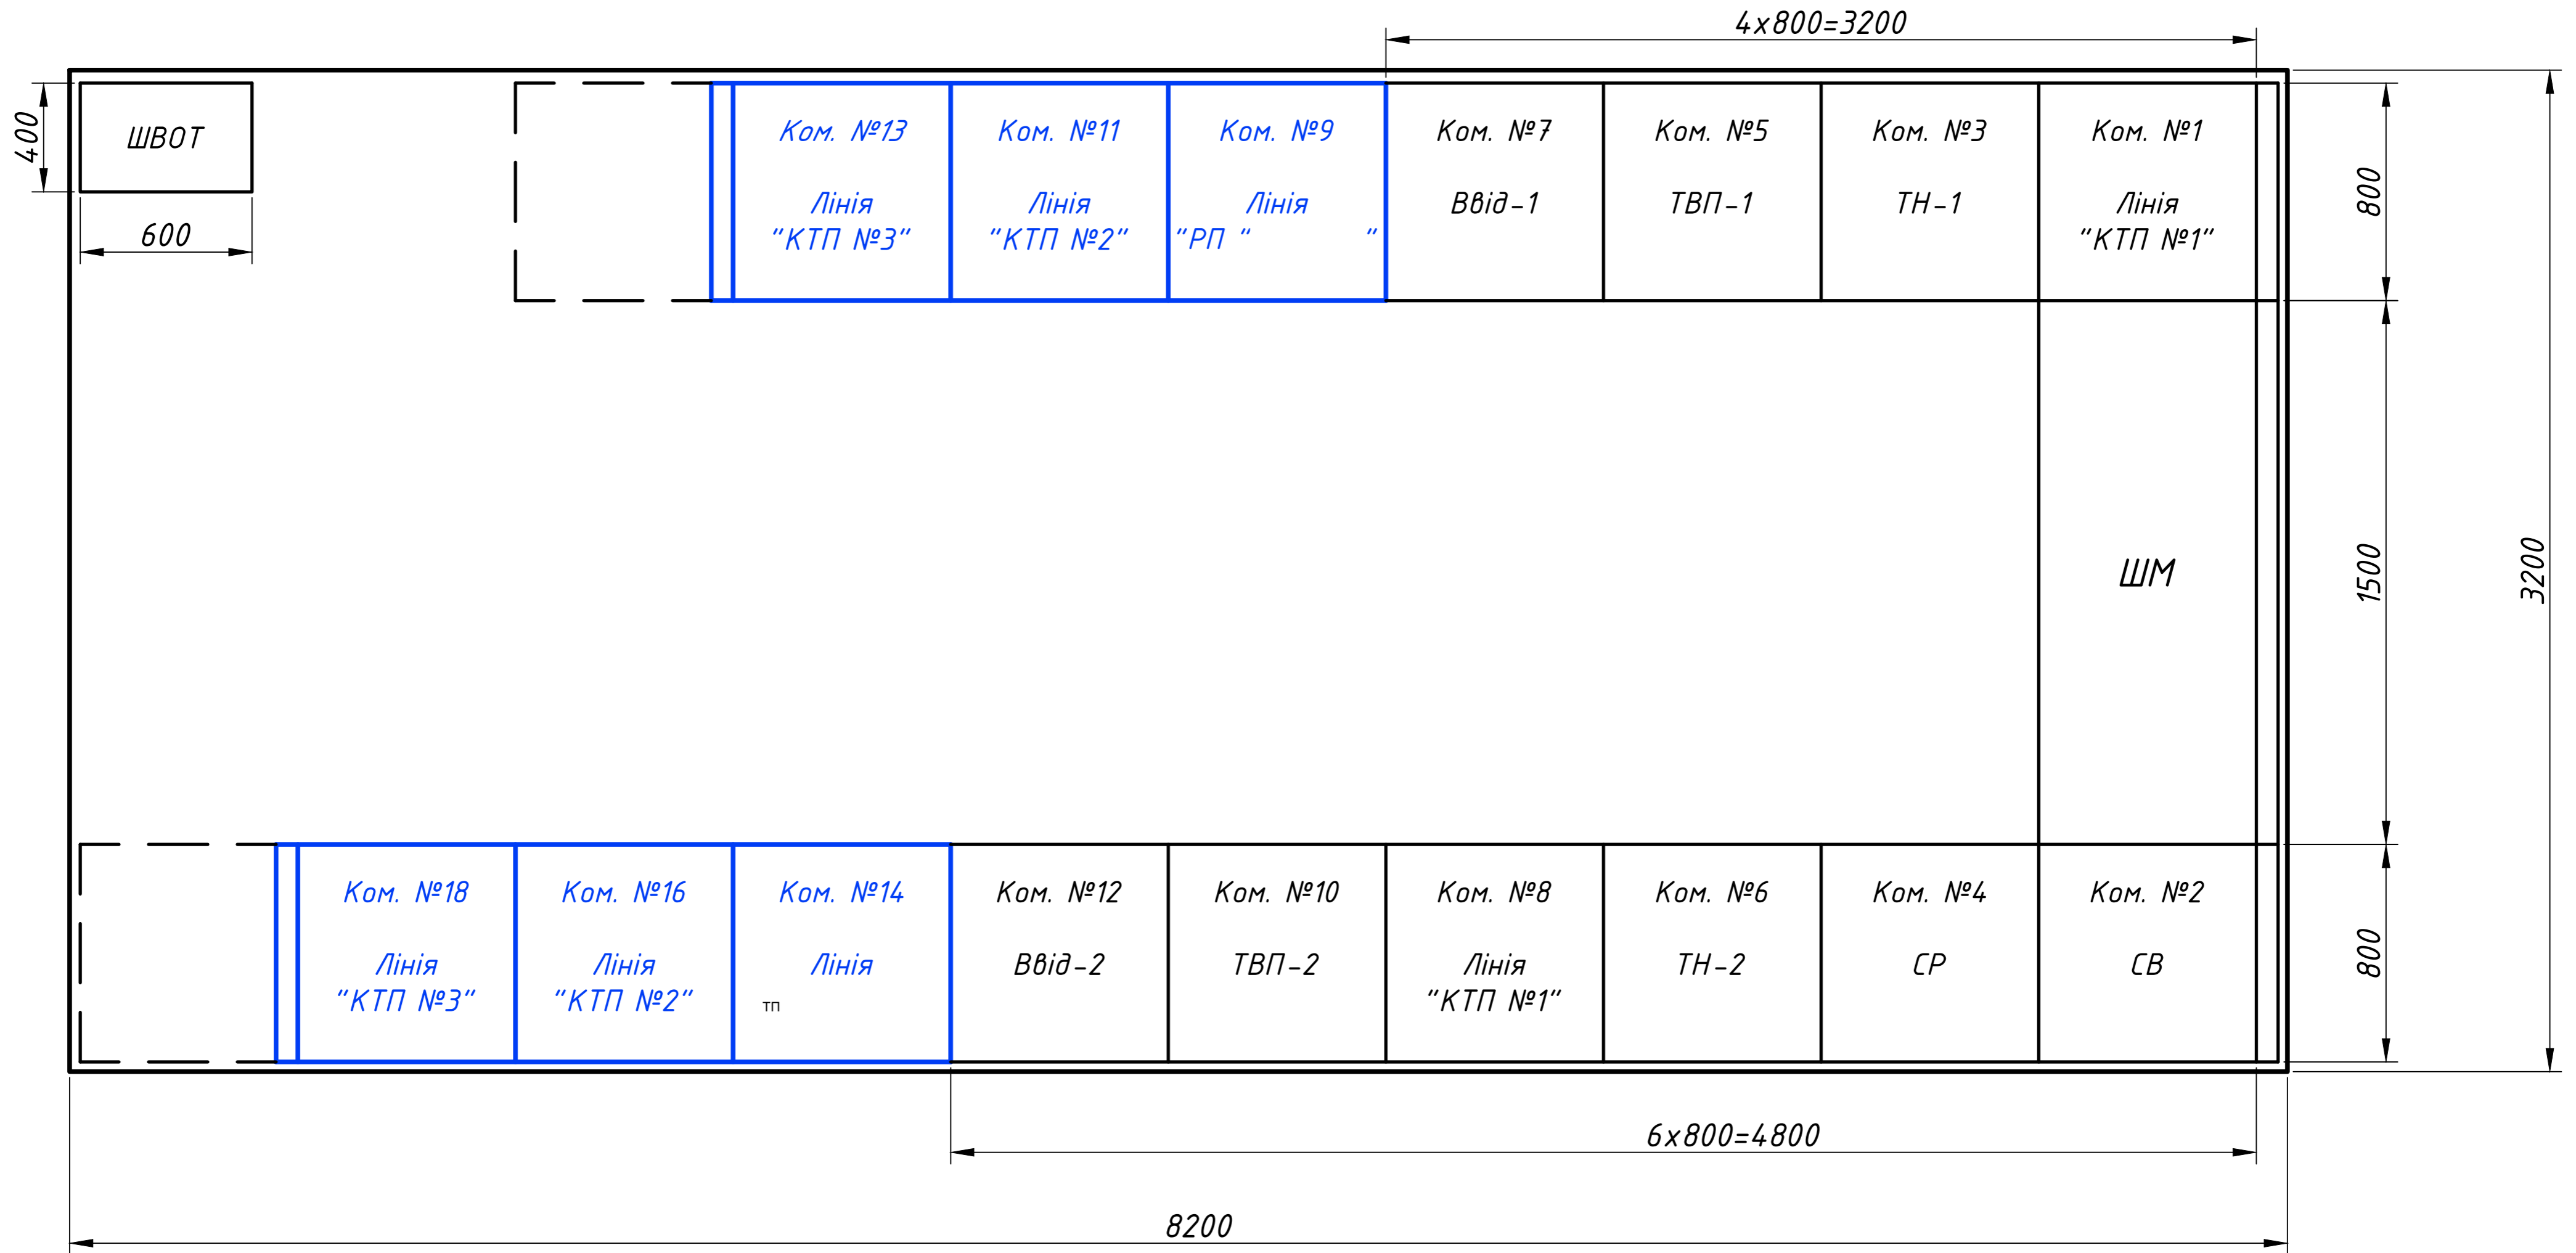 4x800=3200
400
ШВОТ
600
Ком. №13
Лінія
"КТП №3"
Ком. №11
Лінія
"КТП №2"
Ком. №9
Лінія
"РП " "
Ком. №7
Ввід-1
Ком. №5
ТВП-1
Ком. №3
ТН-1
Ком. №1
Лінія
"КТП №1"
800
1500
3200
ШМ
Ком. №18
Лінія
"КТП №3"
Ком. №16
Лінія
"КТП №2"
Ком. №14
Лінія
ТП
Ком. №12
Ввід-2
Ком. №10
ТВП-2
Ком. №8
Лінія
"КТП №1"
Ком. №6
ТН-2
Ком. №4
СР
Ком. №2
СВ
800
6x800=4800
8200